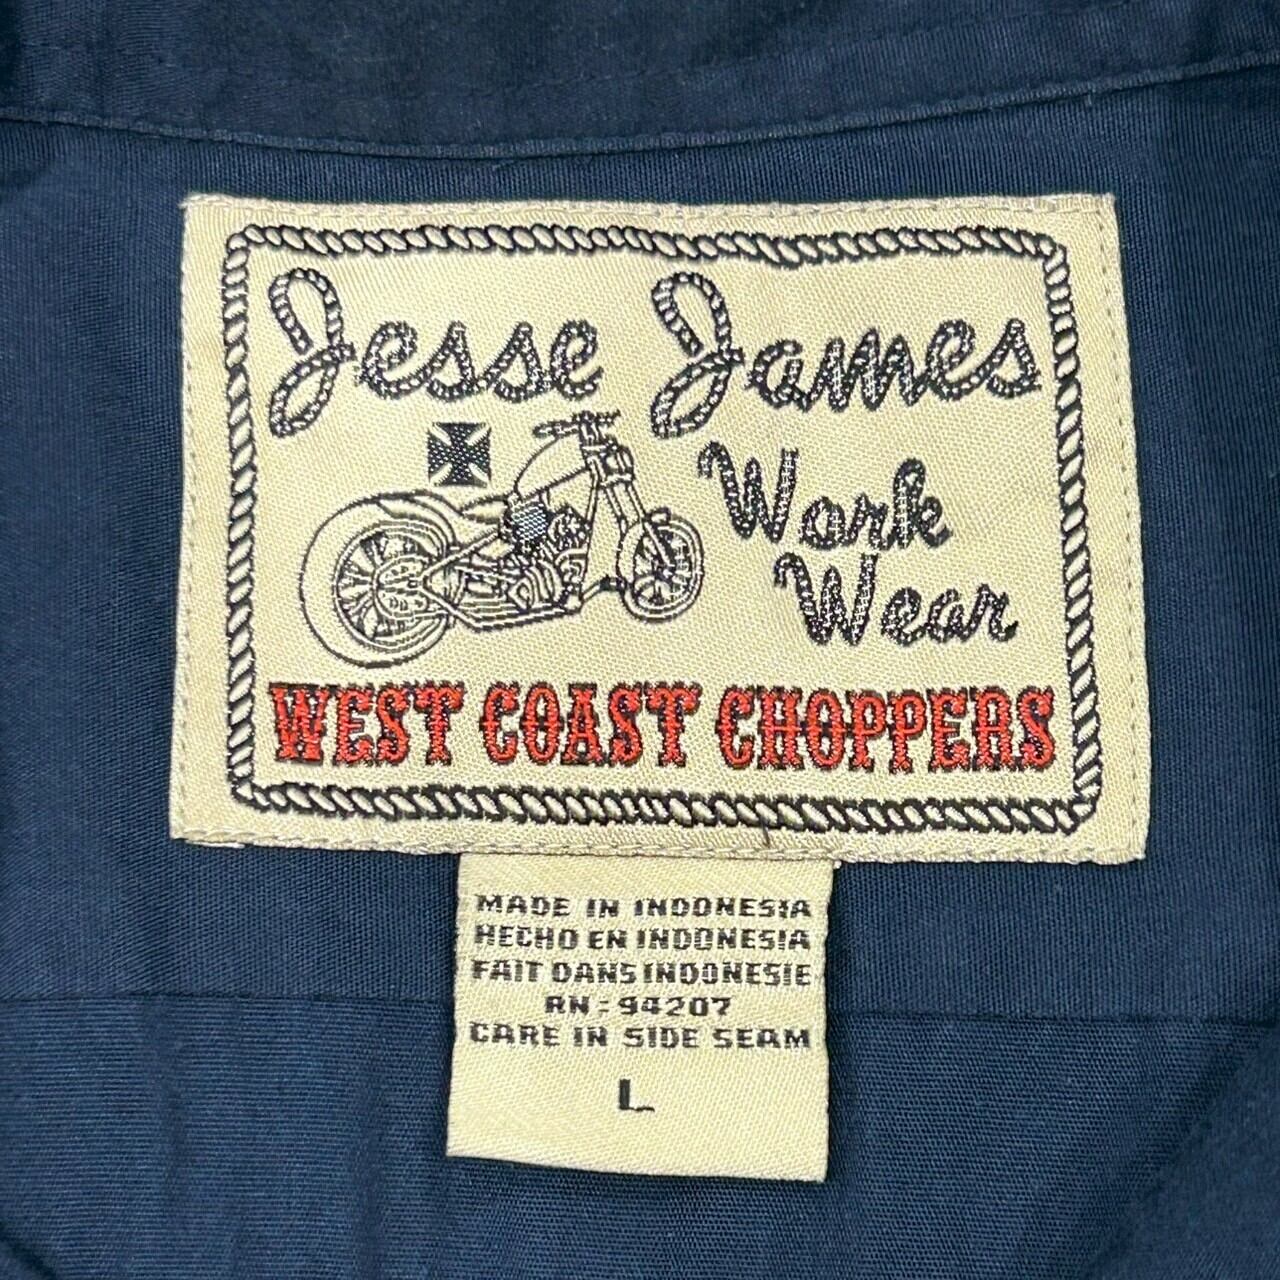 Jesse James
Work
Wear
WEST COAST CHOPPERS
MADE IN INDONESIA
HECHO EN INDONESIA
FAIT DANS INDONESIE
RN: 94207
CARE IN SIDE SEAM
L